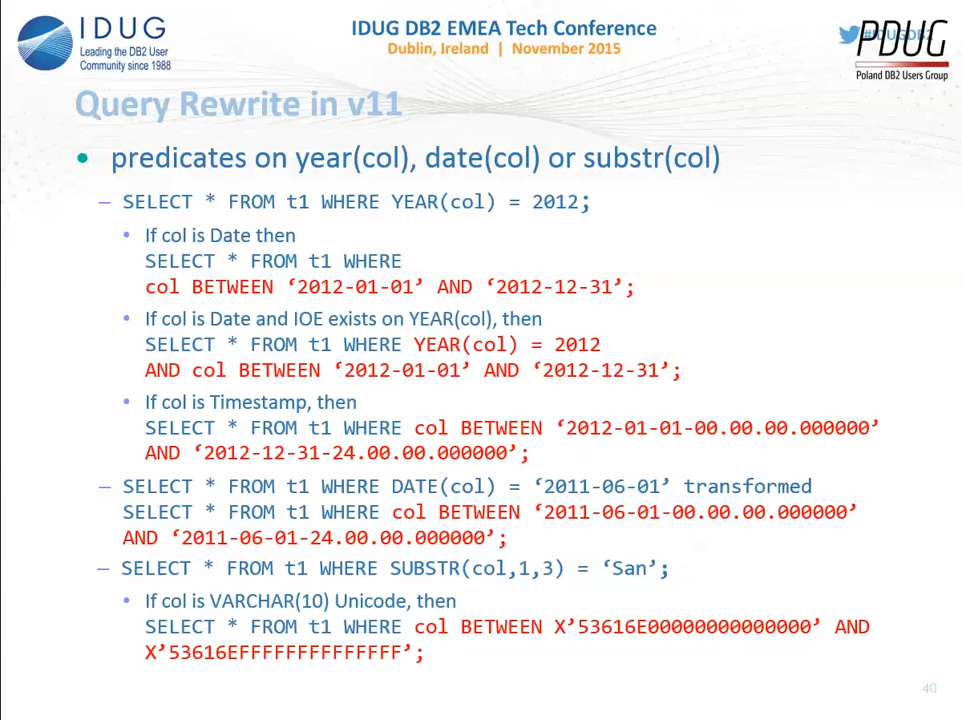 IDUG
Leading the DB2 User
Community since 1988
IDUG DB2 EMEA Tech Conference
Dublin, Ireland | November 2015
#IDUGDB2
PDUG
Poland DB2 Users Group
Query Rewrite in v11
• predicates on year(col), date(col) or substr(col)
– SELECT * FROM t1 WHERE YEAR(col) = 2012;
• If col is Date then
SELECT * FROM t1 WHERE
col BETWEEN ‘2012-01-01’ AND ‘2012-12-31’;
• If col is Date and IOE exists on YEAR(col), then
SELECT * FROM t1 WHERE YEAR(col) = 2012
AND col BETWEEN ‘2012-01-01’ AND ‘2012-12-31’;
• If col is Timestamp, then
SELECT * FROM t1 WHERE col BETWEEN ‘2012-01-01-00.00.00.000000’
AND ‘2012-12-31-24.00.00.000000’;
– SELECT * FROM t1 WHERE DATE(col) = ‘2011-06-01’ transformed
SELECT * FROM t1 WHERE col BETWEEN ‘2011-06-01-00.00.00.000000’
AND ‘2011-06-01-24.00.00.000000’;
– SELECT * FROM t1 WHERE SUBSTR(col,1,3) = ‘San’;
• If col is VARCHAR(10) Unicode, then
SELECT * FROM t1 WHERE col BETWEEN X’53616E00000000000000’ AND
X’53616EFFFFFFFFFFFFFF’;
40